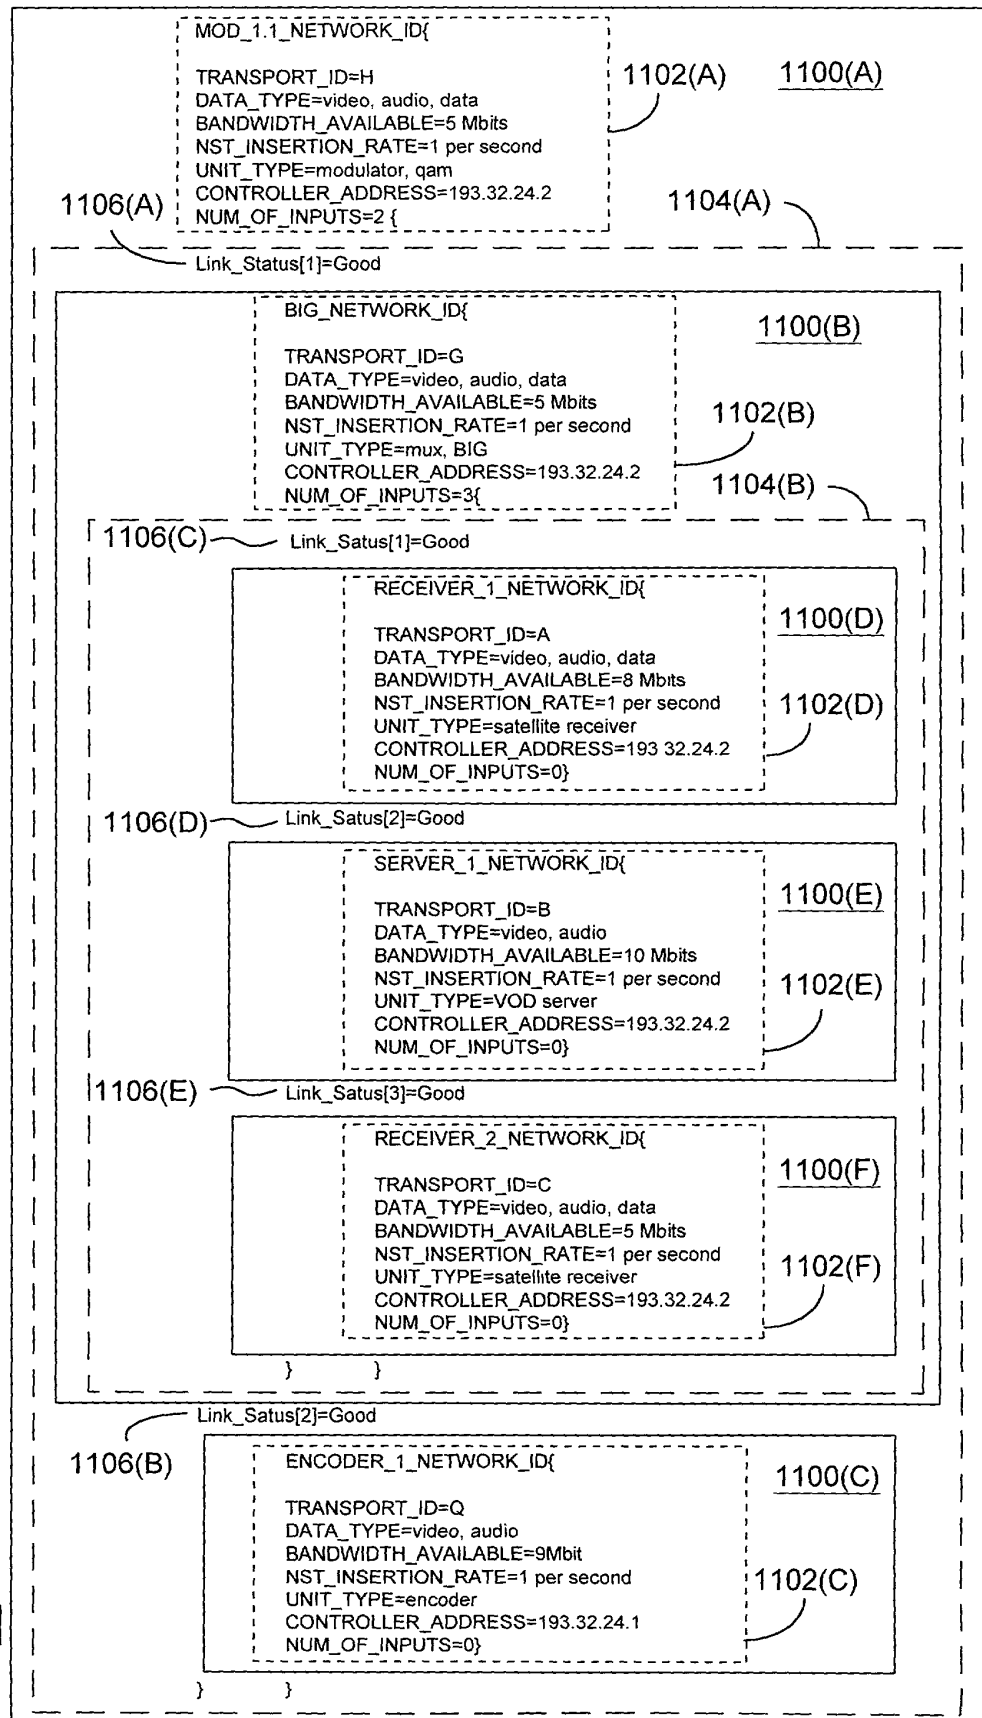 MOD_1.1_NETWORK_ID{
TRANSPORT_ID=H
DATA_TYPE=video, audio, data
BANDWIDTH_AVAILABLE=5 Mbits
NST_INSERTION_RATE=1 per second
UNIT_TYPE=modulator, qam
CONTROLLER_ADDRESS=193.32.24.2
NUM_OF_INPUTS=2 {
1102(A)
1100(A)
1106(A)
1104(A)
Link_Status[1]=Good
BIG_NETWORK_ID{
1100(B)
TRANSPORT_ID=G
DATA_TYPE=video, audio, data
BANDWIDTH_AVAILABLE=5 Mbits
NST_INSERTION_RATE=1 per second
UNIT_TYPE=mux, BIG
CONTROLLER_ADDRESS=193.32.24.2
NUM_OF_INPUTS=3{
1102(B)
1104(B)
1106(C)
Link_Satus[1]=Good
RECEIVER_1_NETWORK_ID{
1100(D)
TRANSPORT_ID=A
DATA_TYPE=video, audio, data
BANDWIDTH_AVAILABLE=8 Mbits
NST_INSERTION_RATE=1 per second
UNIT_TYPE=satellite receiver
CONTROLLER_ADDRESS=193 32.24.2
NUM_OF_INPUTS=0}
1102(D)
1106(D)
Link_Satus[2]=Good
SERVER_1_NETWORK_ID{
1100(E)
TRANSPORT_ID=B
DATA_TYPE=video, audio
BANDWIDTH_AVAILABLE=10 Mbits
NST_INSERTION_RATE=1 per second
UNIT_TYPE=VOD server
CONTROLLER_ADDRESS=193.32.24.2
NUM_OF_INPUTS=0}
1102(E)
1106(E)
Link_Satus[3]=Good
RECEIVER_2_NETWORK_ID{
1100(F)
TRANSPORT_ID=C
DATA_TYPE=video, audio, data
BANDWIDTH_AVAILABLE=5 Mbits
NST_INSERTION_RATE=1 per second
UNIT_TYPE=satellite receiver
CONTROLLER_ADDRESS=193.32.24.2
NUM_OF_INPUTS=0}
1102(F)
} }
Link_Satus[2]=Good
1106(B)
ENCODER_1_NETWORK_ID{
1100(C)
TRANSPORT_ID=Q
DATA_TYPE=video, audio
BANDWIDTH_AVAILABLE=9Mbit
NST_INSERTION_RATE=1 per second
UNIT_TYPE=encoder
CONTROLLER_ADDRESS=193.32.24.1
NUM_OF_INPUTS=0}
1102(C)
} }